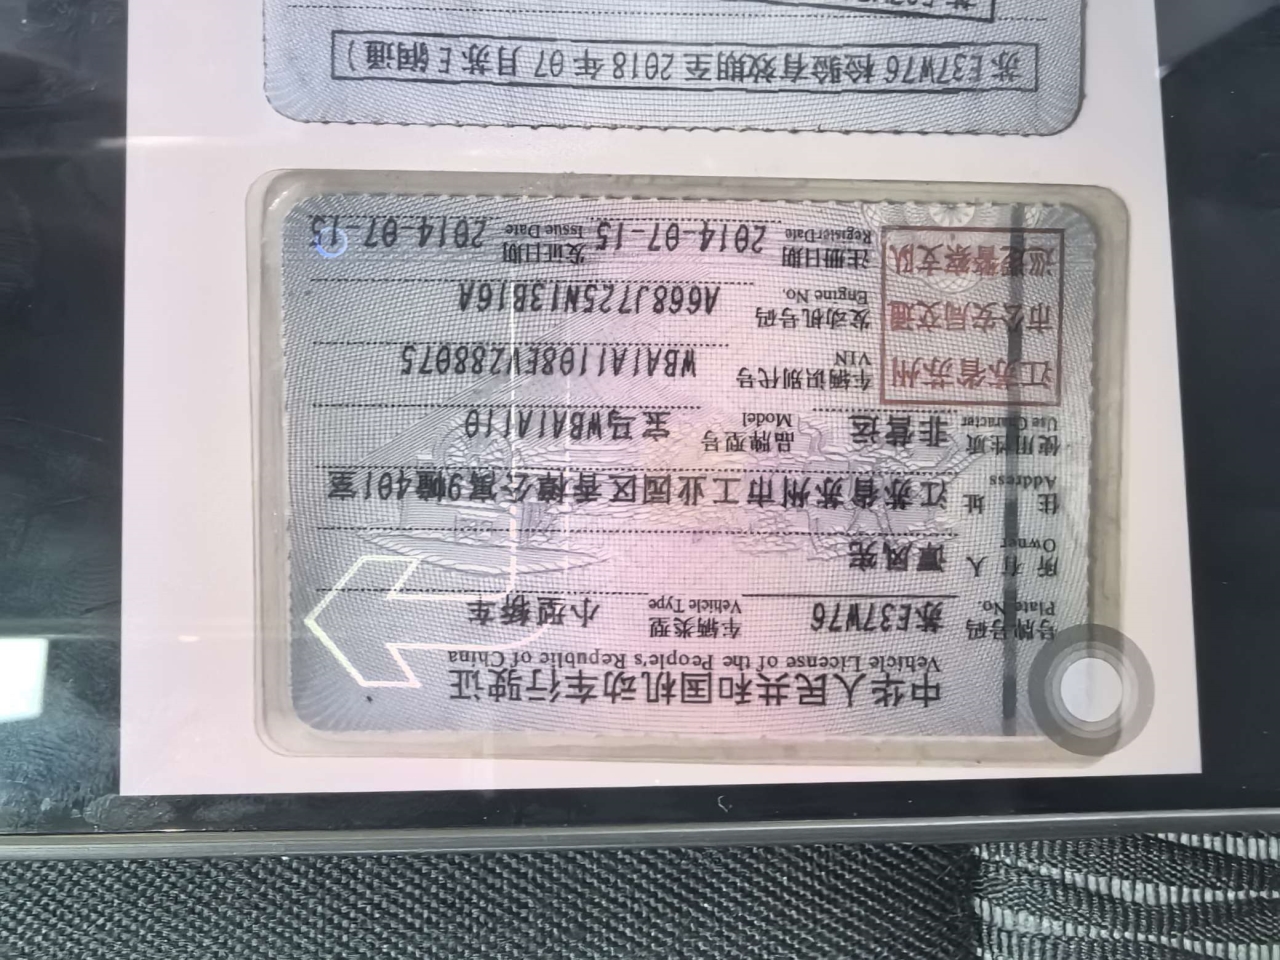 中华人民共和国机动车行驶证
Vehicle License of the People's Republic of China
号牌号码 苏E37W76 车辆类型 小型轿车
Plate No. Vehicle Type
所有人 谭凤宪
Owner
住址 江苏省苏州市工业园区香樟公寓9幢401室
Address
使用性质 非营运 品牌型号 宝马WBA1A110
Use Character Model
江苏省苏州
市公安局交通
巡逻警察支队
车辆识别代号 WBA1A1108EV288075
VIN
发动机号码 A668J725N13B16A
Engine No.
注册日期 2014-07-15 发证日期 2014-07-15
Register Date Issue Date
苏E37W76 检验有效期至2018年07月苏E(润通)